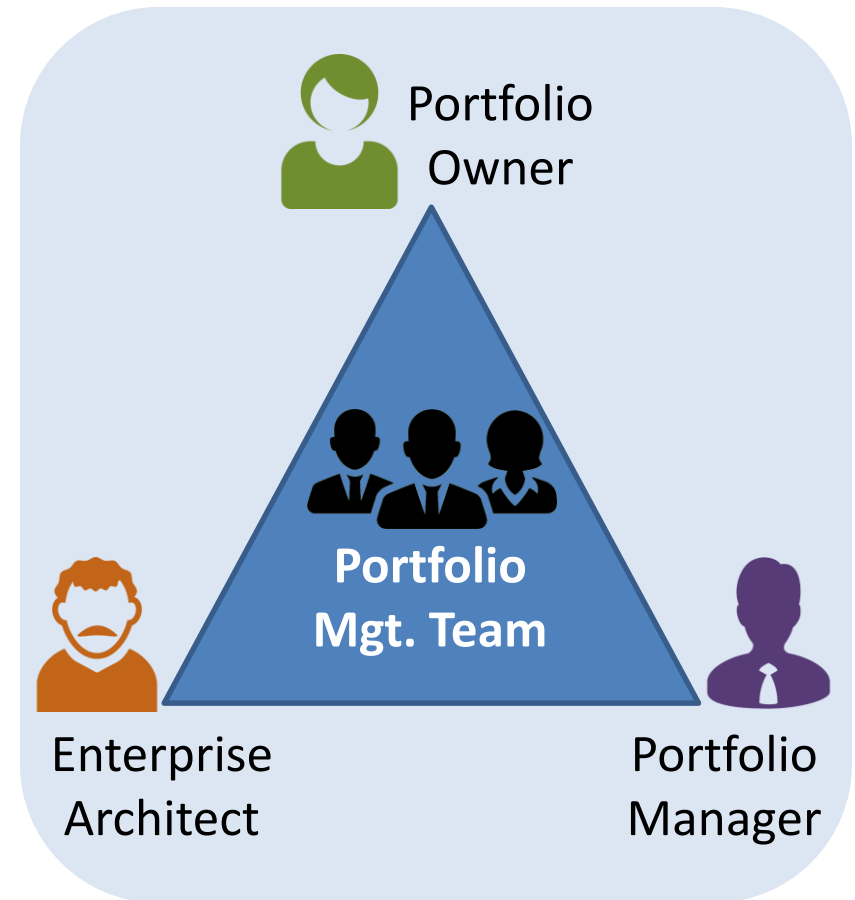 Portfolio
Owner
Portfolio
Mgt. Team
Enterprise
Architect
Portfolio
Manager